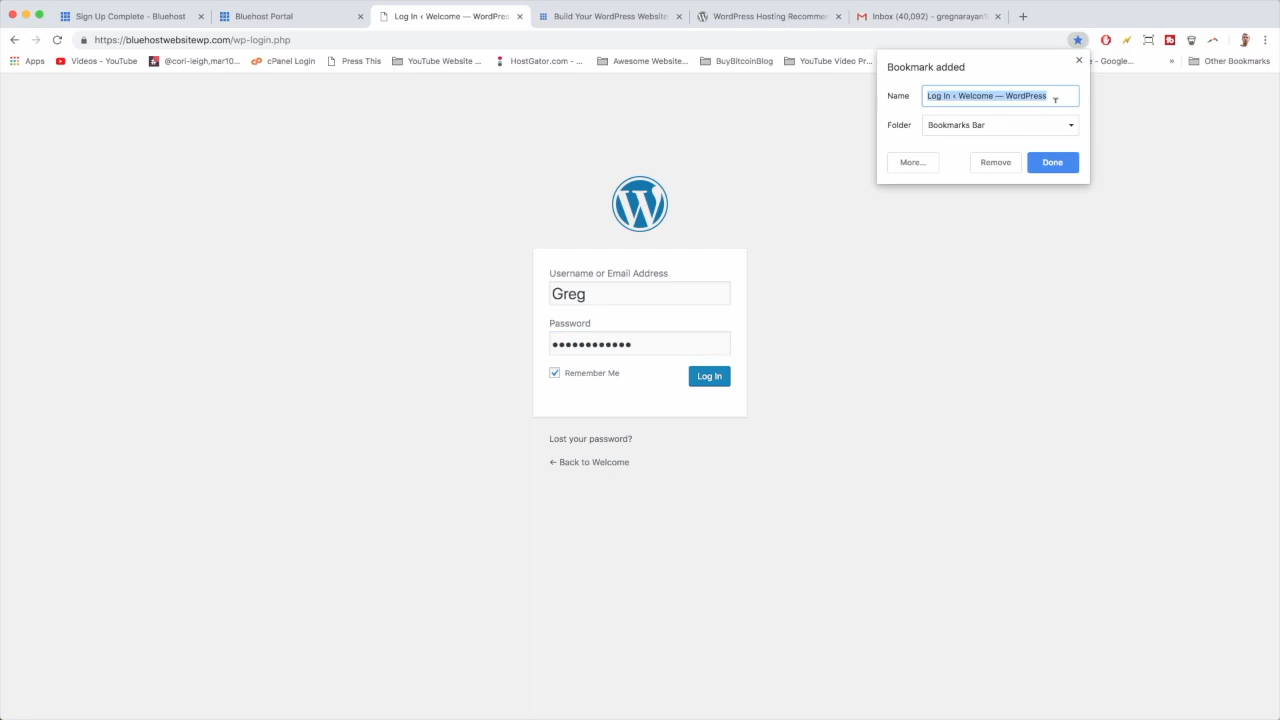 Sign Up Complete - Bluehost
Bluehost Portal
Log In ‹ Welcome — WordPres
Build Your WordPress Website
WordPress Hosting Recommen
Inbox (40,092) - gregnarayan1
https://bluehostwebsitewp.com/wp-login.php
Apps
Videos - YouTube
@cori-leigh,mar10...
cPanel Login
Press This
YouTube Website ...
HostGator.com - ...
Awesome Website...
BuyBitcoinBlog
YouTube Video Pr...
- Google...
»
Other Bookmarks
Bookmark added
Name
Log In ‹ Welcome — WordPress
Folder
Bookmarks Bar
More...
Remove
Done
Username or Email Address
Greg
Password
••••••••••••
Remember Me
Log In
Lost your password?
← Back to Welcome